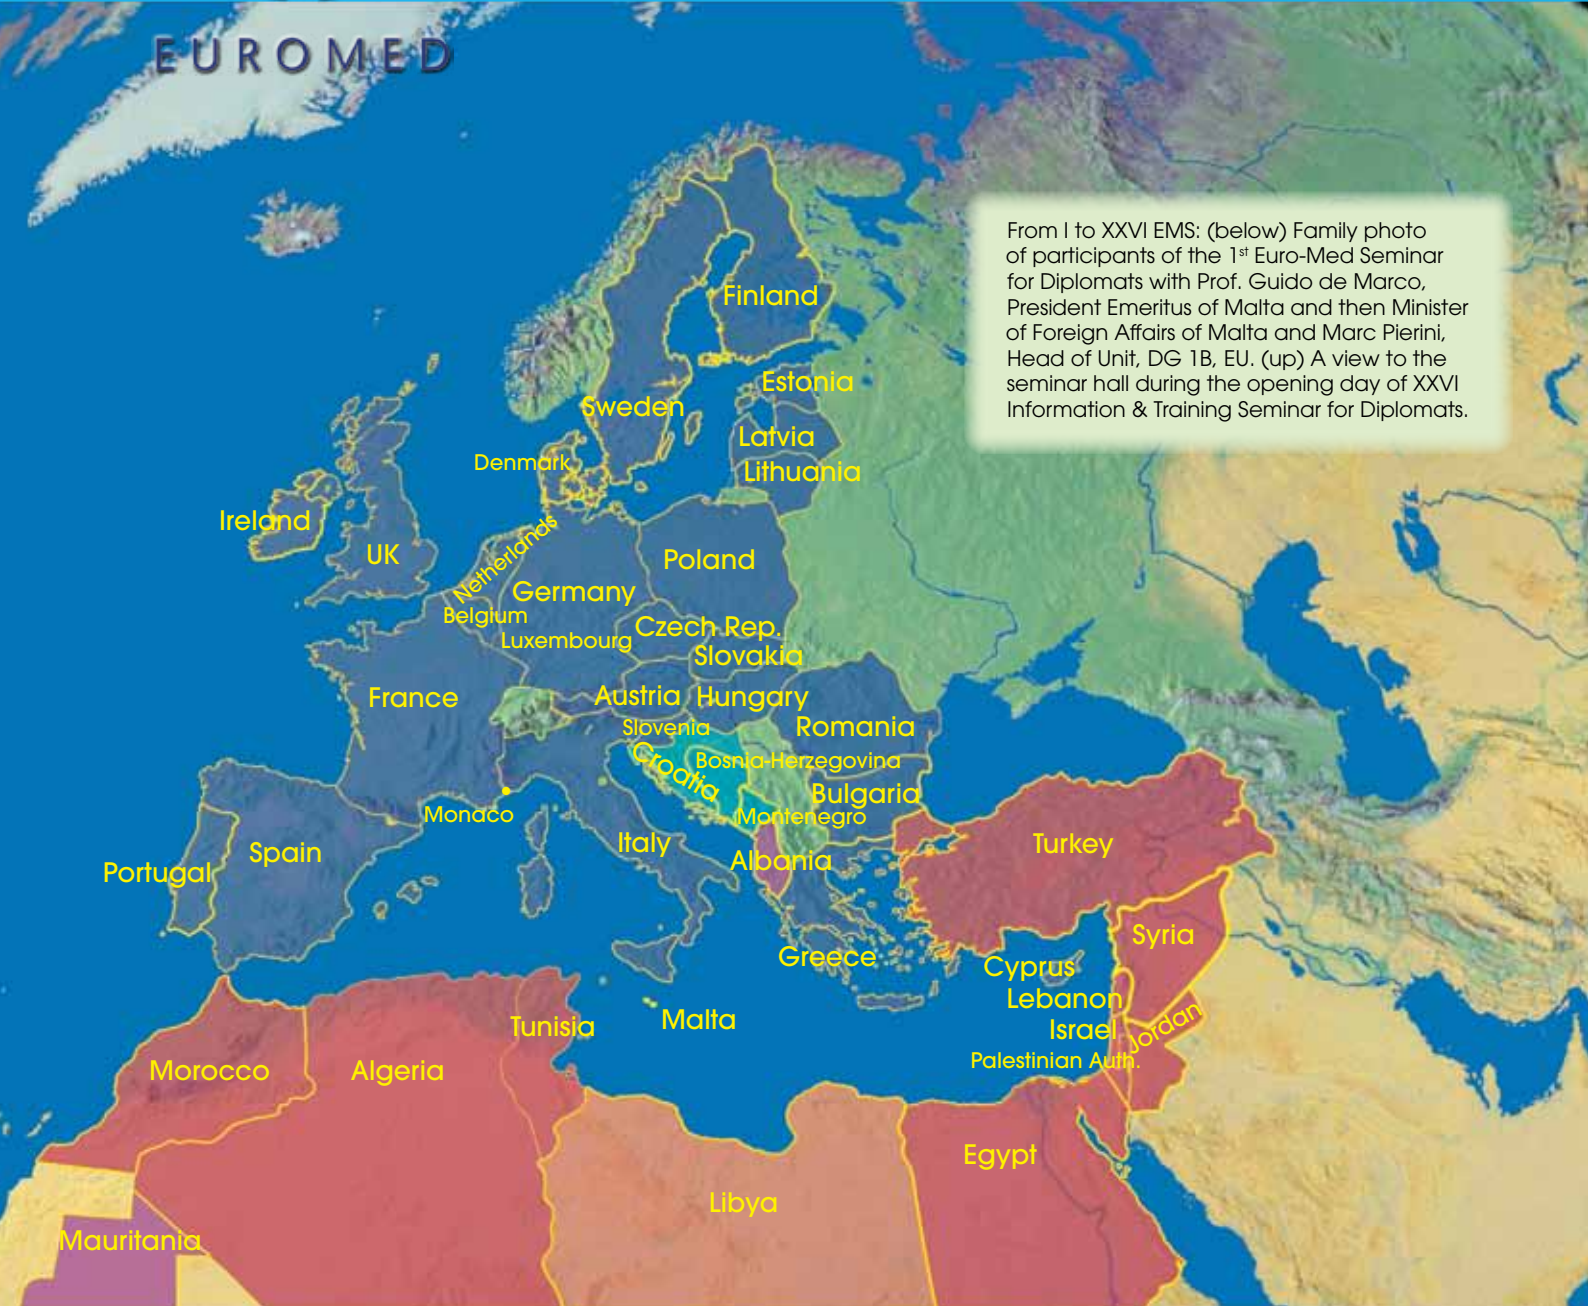 EUROMED
From I to XXVI EMS: (below) Family photo
of participants of the 1st Euro-Med Seminar
for Diplomats with Prof. Guido de Marco,
President Emeritus of Malta and then Minister
of Foreign Affairs of Malta and Marc Pierini,
Head of Unit, DG 1B, EU. (up) A view to the
seminar hall during the opening day of XXVI
Information & Training Seminar for Diplomats.
Finland
Estonia
Sweden
Latvia
Denmark
Lithuania
Ireland
UK
Netherlands
Poland
Germany
Belgium
Czech Rep.
Luxembourg
Slovakia
France
Austria
Hungary
Slovenia
Romania
Croatia
Bosnia-Herzegovina
Bulgaria
Monaco
Montenegro
Italy
Turkey
Spain
Albania
Portugal
Syria
Greece
Cyprus
Lebanon
Malta
Tunisia
Israel
Jordan
Palestinian Auth.
Morocco
Algeria
Egypt
Libya
Mauritania